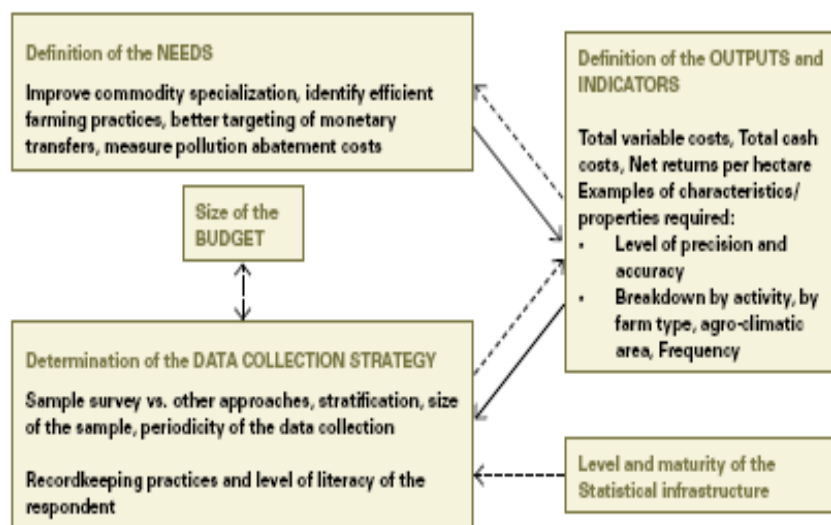 Definition of the NEEDS
Improve commodity specialization, identify efficient
farming practices, better targeting of monetary
transfers, measure pollution abatement costs
Definition of the OUTPUTS and
INDICATORS
Total variable costs, Total cash
costs, Net returns per hectare
Examples of characteristics/
properties required:
• Level of precision and
accuracy
• Breakdown by activity, by
farm type, agro-climatic
area, Frequency
Size of the
BUDGET
Determination of the DATA COLLECTION STRATEGY
Sample survey vs. other approaches, stratification, size
of the sample, periodicity of the data collection
Recordkeeping practices and level of literacy of the
respondent
Level and maturity of the
Statistical infrastructure